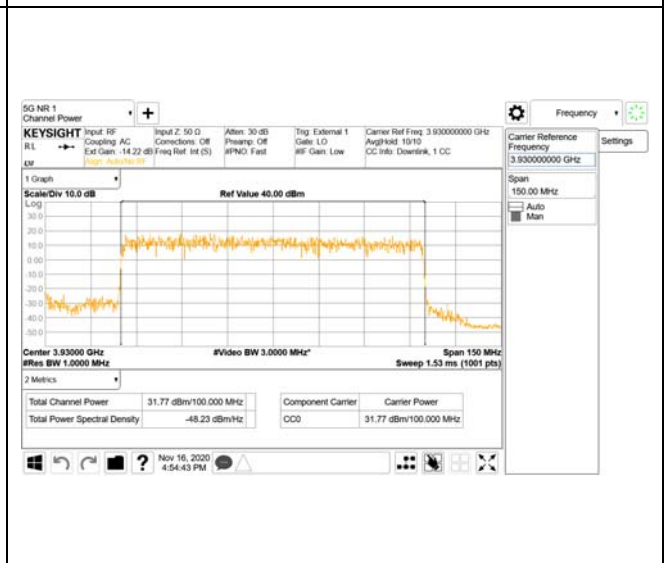 5G NR 1
Channel Power
+
Frequency
KEYSIGHT
RL
Input: RF
Coupling: AC
Ext Gain: -14.22 dB
Align: Auto/No RF
Input Z: 50 Ω
Corrections: Off
Freq Ref: Int (S)
Atten: 30 dB
Preamp: Off
#PNO: Fast
Trig: External 1
Gate: LO
#IF Gain: Low
Carrier Ref Freq: 3.930000000 GHz
Avg|Hold: 10/10
CC Info: Downlink, 1 CC
Carrier Reference
Frequency
3.930000000 GHz
Settings
Span
150.00 MHz
Auto
Man
1 Graph
Scale/Div 10.0 dB
Ref Value 40.00 dBm
Log
30.0
20.0
10.0
0.00
-10.0
-20.0
-30.0
-40.0
-50.0
Center 3.93000 GHz
#Video BW 3.0000 MHz*
Span 150 MHz
#Res BW 1.0000 MHz
Sweep 1.53 ms (1001 pts)
2 Metrics
Total Channel Power 31.77 dBm/100.000 MHz
Total Power Spectral Density -48.23 dBm/Hz
Component Carrier Carrier Power
CC0 31.77 dBm/100.000 MHz
?
Nov 16, 2020
4:54:43 PM